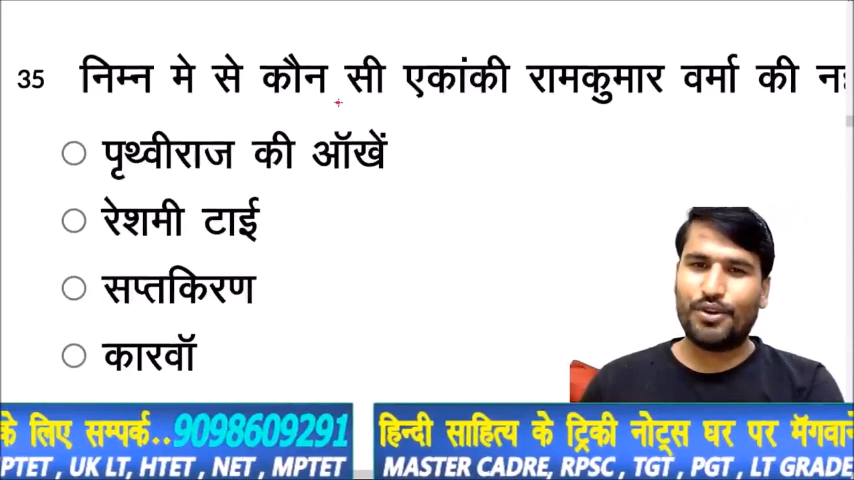 35 निम्न मे से कौन सी एकांकी रामकुमार वर्मा की
पृथ्वीराज की ऑखें
रेशमी टाई
सप्तकिरण
कारवॉ
के लिए सम्पर्क..9098609291
PTET , UK LT, HTET , NET , MPTET
हिन्दी साहित्य के ट्रिकी नोट्स घर पर मॅगवाने
MASTER CADRE, RPSC , TGT , PGT , LT GRADE,